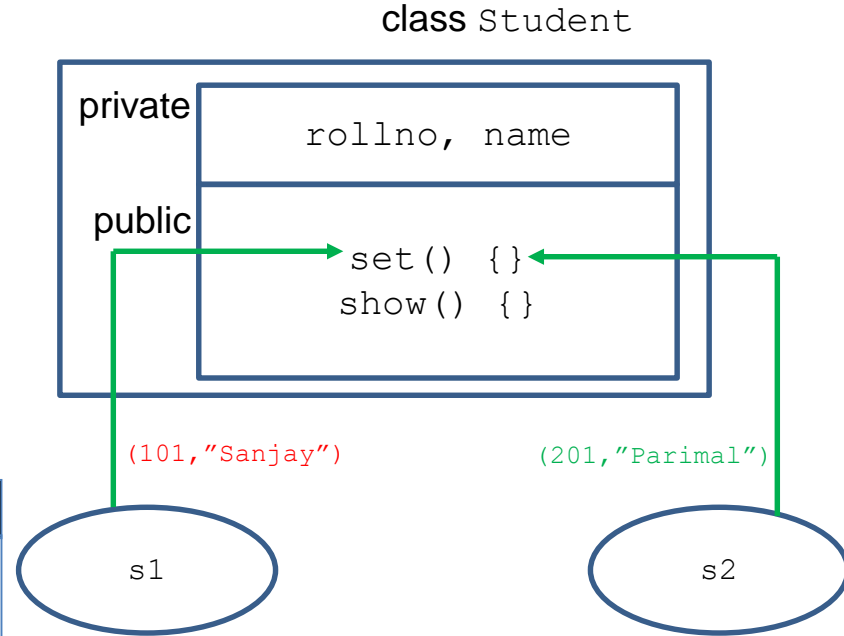 class Student
private
rollno, name
public
set() {}
show() {}
(101,”Sanjay”)
(201,”Parimal”)
s1
s2